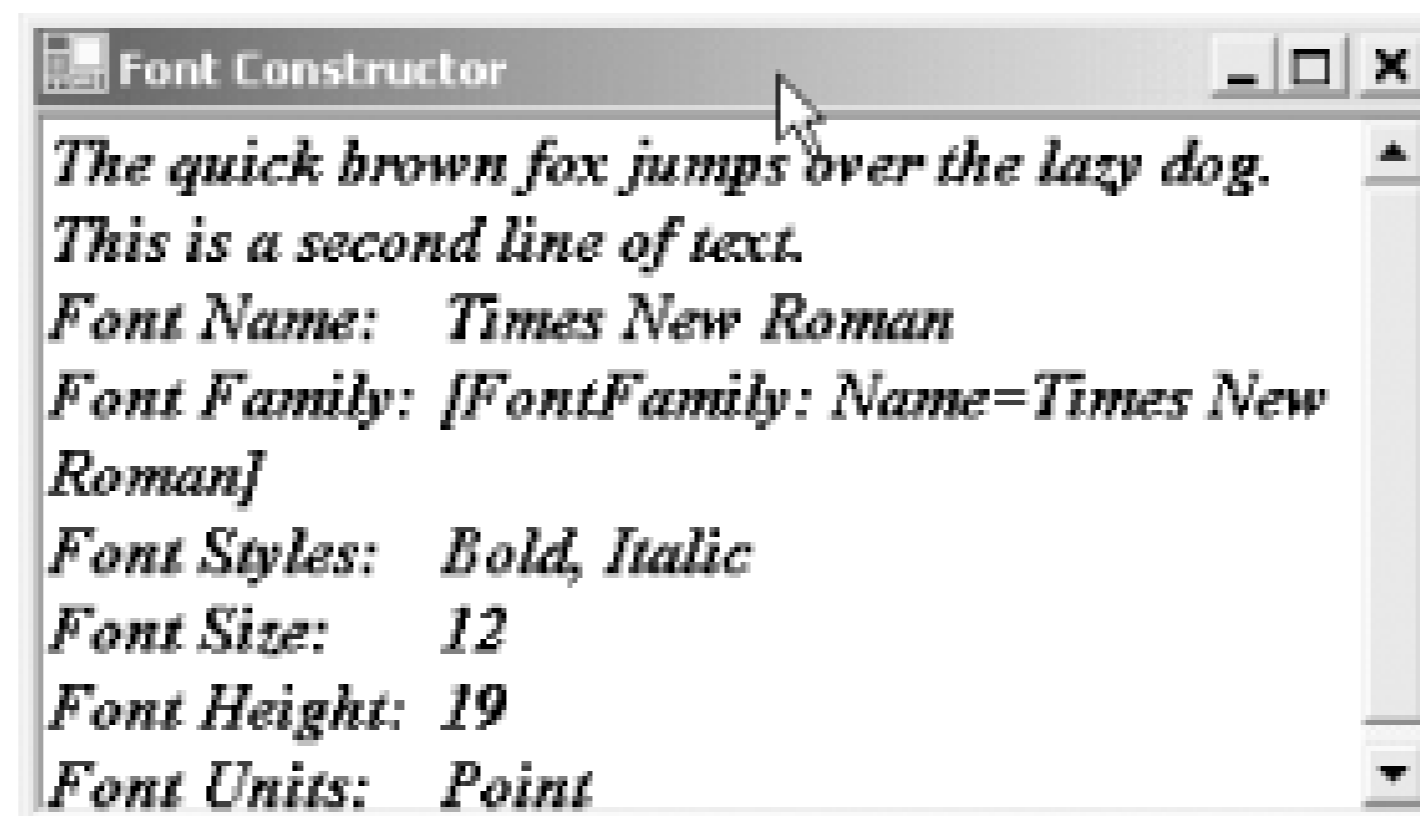 Font Constructor
The quick brown fox jumps over the lazy dog.
This is a second line of text.
Font Name: Times New Roman
Font Family: [FontFamily: Name=Times New
Roman]
Font Styles: Bold, Italic
Font Size: 12
Font Height: 19
Font Units: Point